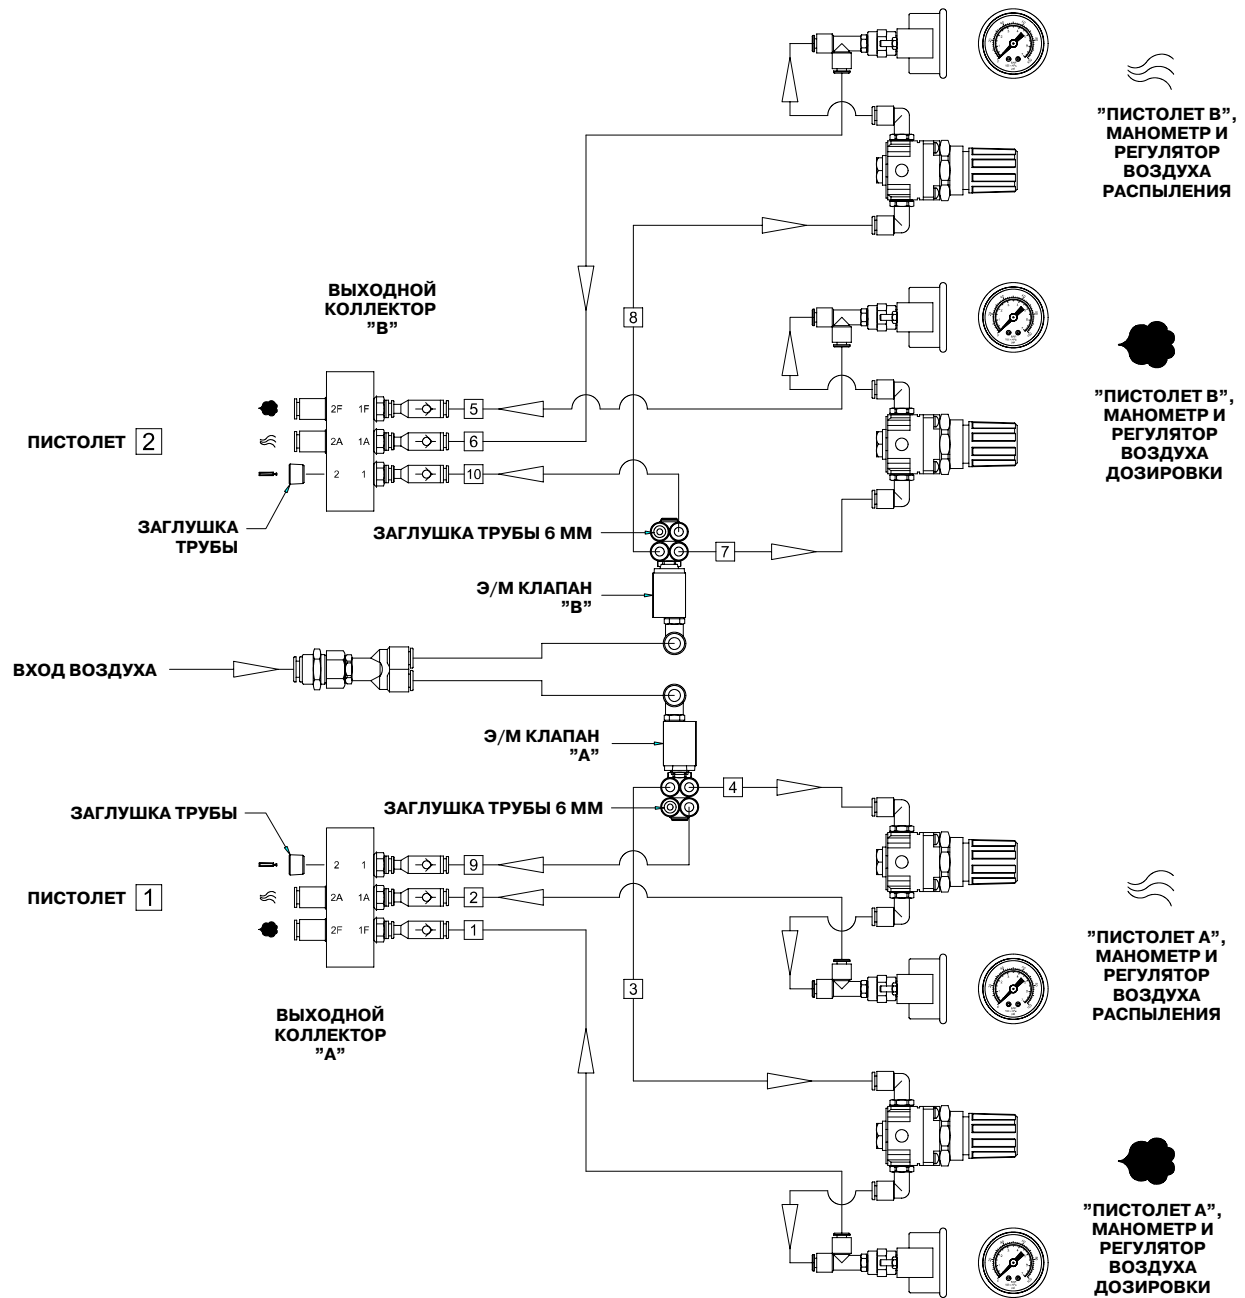 ”ПИСТОЛЕТ B”,
МАНОМЕТР И
РЕГУЛЯТОР
ВОЗДУХА
РАСПЫЛЕНИЯ
8
ВЫХОДНОЙ
КОЛЛЕКТОР
”B”
”ПИСТОЛЕТ B”,
МАНОМЕТР И
РЕГУЛЯТОР
ВОЗДУХА
ДОЗИРОВКИ
2F 1F 5
ПИСТОЛЕТ 2
2A 1A 6
2 1 10
ЗАГЛУШКА
ТРУБЫ
ЗАГЛУШКА ТРУБЫ 6 ММ
7
Э/М КЛАПАН
”B”
ВХОД ВОЗДУХА
Э/М КЛАПАН
”A”
4
ЗАГЛУШКА ТРУБЫ
ЗАГЛУШКА ТРУБЫ 6 ММ
2 1 9
ПИСТОЛЕТ 1
2A 1A 2
2F 1F 1
”ПИСТОЛЕТ A”,
МАНОМЕТР И
РЕГУЛЯТОР
ВОЗДУХА
РАСПЫЛЕНИЯ
3
ВЫХОДНОЙ
КОЛЛЕКТОР
”A”
”ПИСТОЛЕТ A”,
МАНОМЕТР И
РЕГУЛЯТОР
ВОЗДУХА
ДОЗИРОВКИ